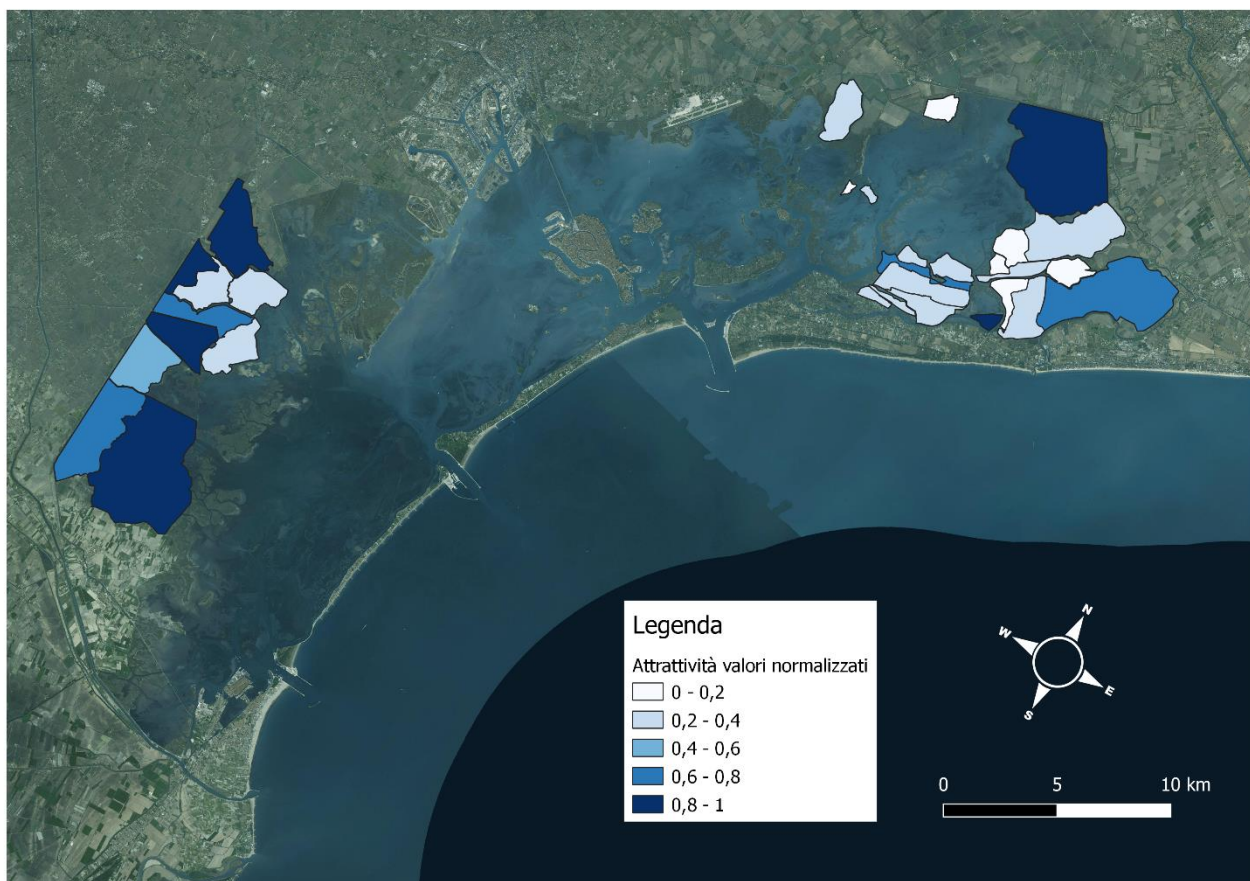 Legenda
Attrattività valori normalizzati
0 - 0,2
0,2 - 0,4
0,4 - 0,6
0,6 - 0,8
0,8 - 1
N
W
E
S
0 5 10 km